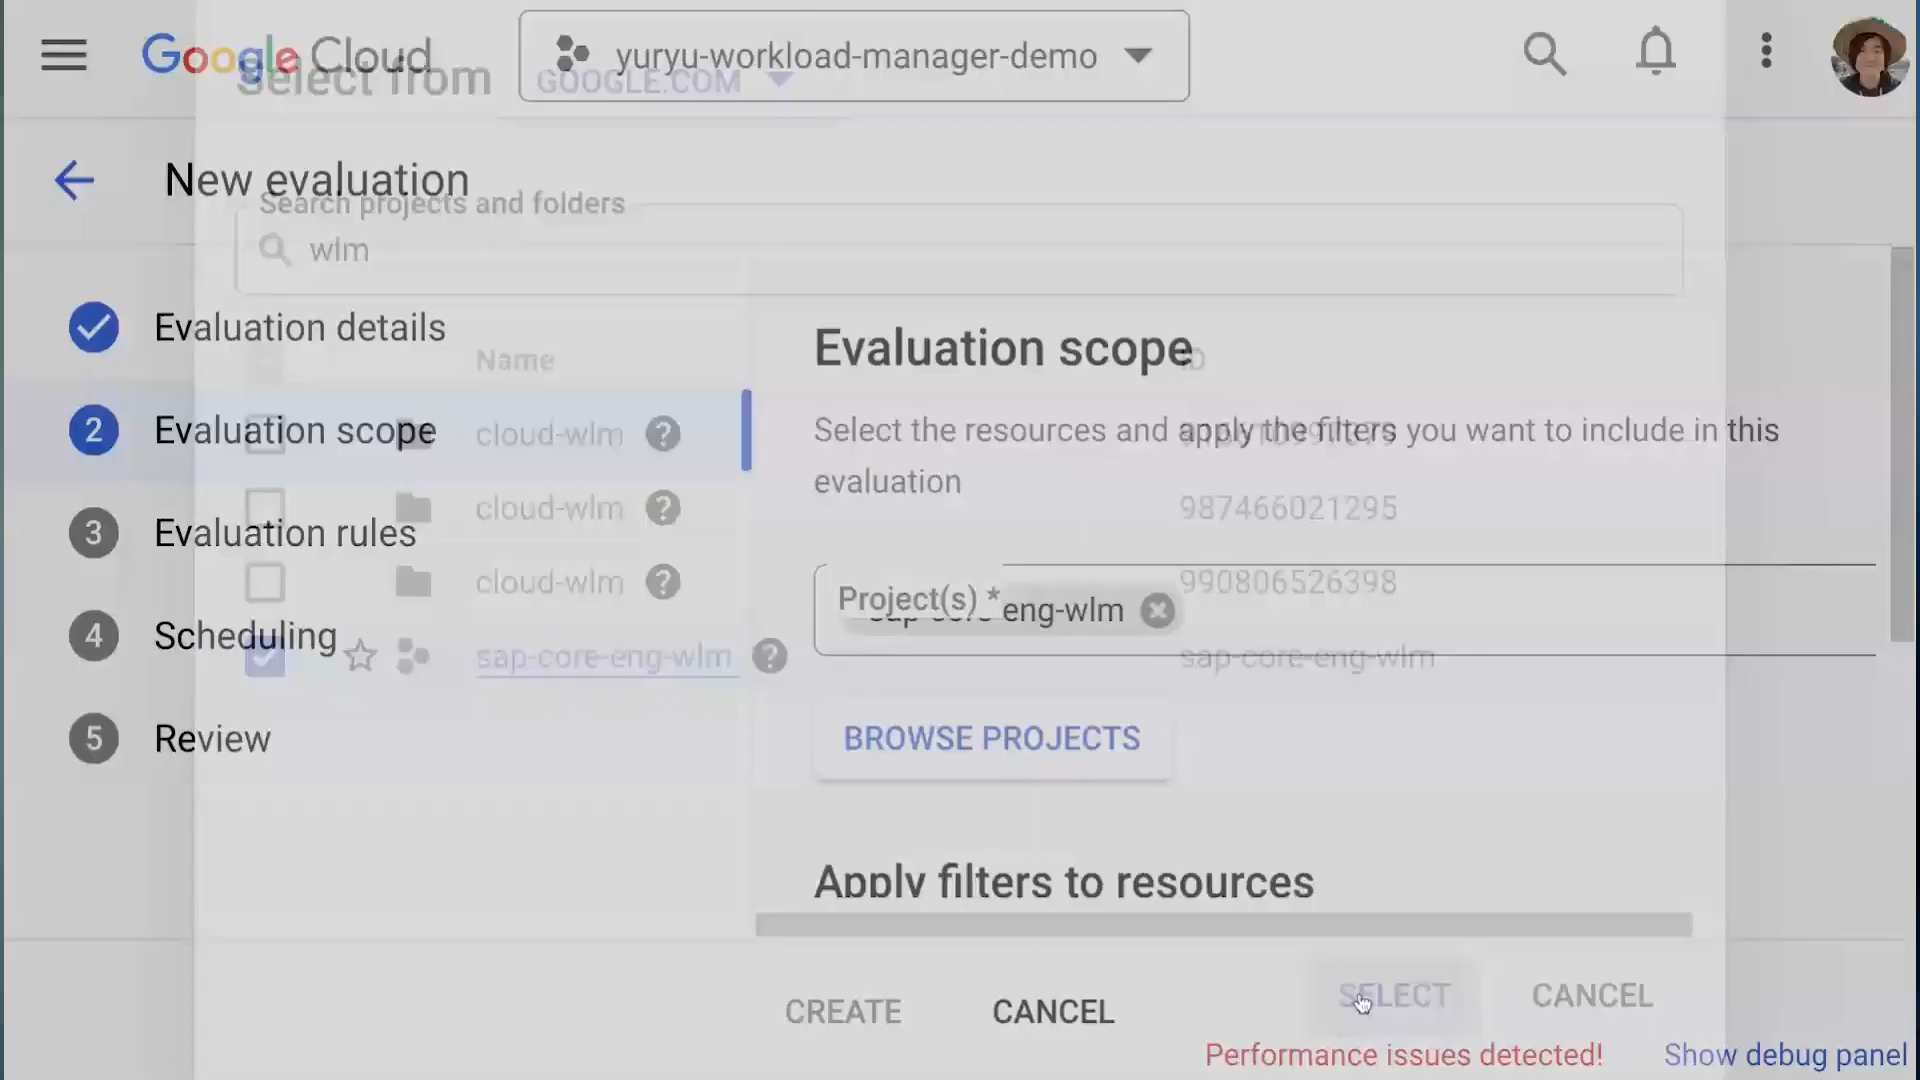 Google Cloud
yuryu-workload-manager-demo
Select from
GOOGLE.COM
New evaluation
Search projects and folders
wlm
Evaluation details
2 Evaluation scope
3 Evaluation rules
4 Scheduling
5 Review
Name
cloud-wlm ?
cloud-wlm ?
987466021295
cloud-wlm ?
990806526398
sap-core-eng-wlm ?
sap-core-eng-wlm
Evaluation scope
Select the resources and apply the filters you want to include in this
evaluation
Project(s) *
sap-core-eng-wlm
BROWSE PROJECTS
Apply filters to resources
CREATE
CANCEL
SELECT
CANCEL
Performance issues detected!
Show debug panel